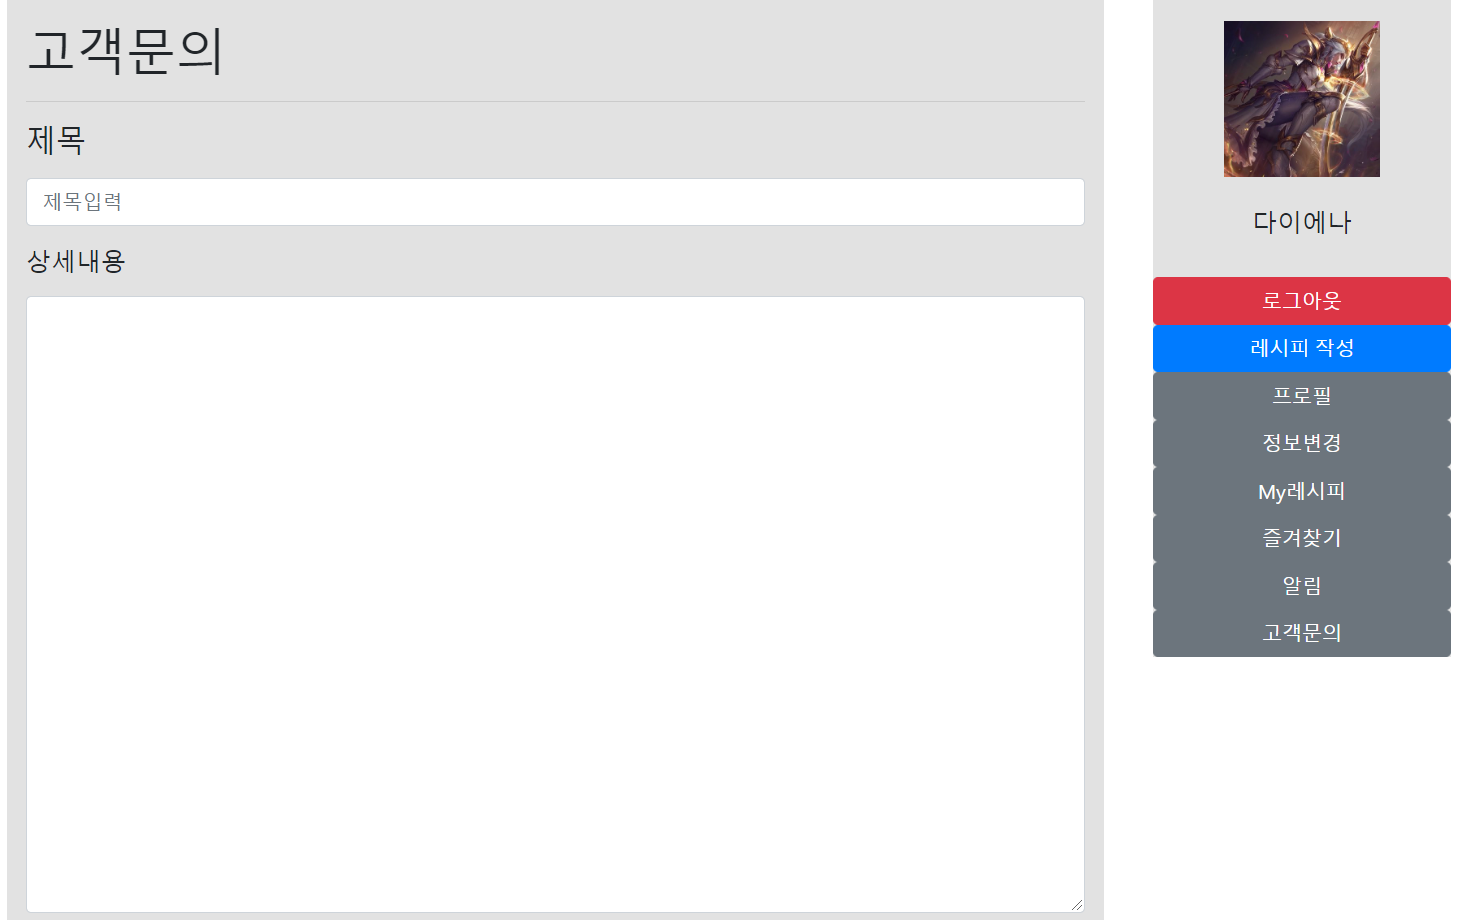 고객문의
제목
제목입력
상세내용
다이에나
로그아웃
레시피 작성
프로필
정보변경
My레시피
즐겨찾기
알림
고객문의